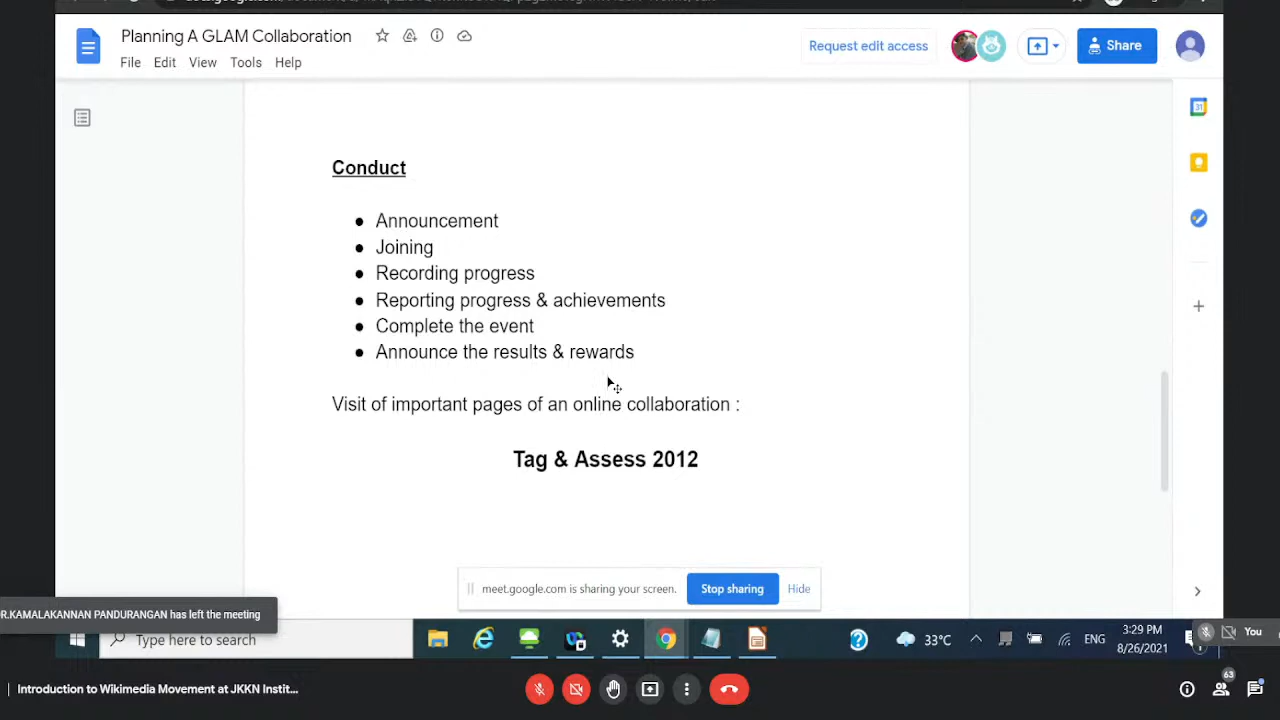 Planning A GLAM Collaboration
Request edit access
Share
File Edit View Tools Help
31
Conduct
● Announcement
● Joining
● Recording progress
● Reporting progress & achievements
● Complete the event
● Announce the results & rewards
Visit of important pages of an online collaboration :
Tag & Assess 2012
meet.google.com is sharing your screen. Stop sharing Hide
R.KAMALAKANNAN PANDURANGAN has left the meeting
Type here to search
33°C
ENG
3:29 PM
8/26/2021
You
Introduction to Wikimedia Movement at JKKN Instit...
63